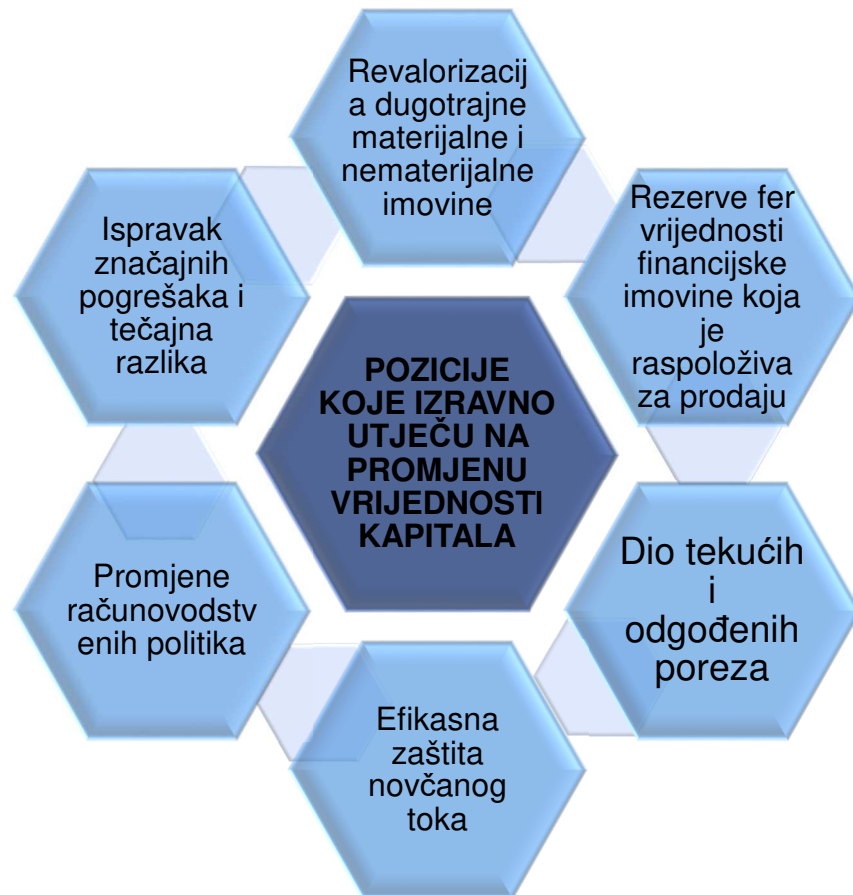 Revalorizacij
a dugotrajne
materijalne i
nematerijalne
imovine
Rezerve fer
vrijednosti
financijske
imovine koja
je
raspoloživa
za prodaju
Ispravak
značajnih
pogrešaka i
tečajna
razlika
POZICIJE
KOJE IZRAVNO
UTJEČU NA
PROMJENU
VRIJEDNOSTI
KAPITALA
Dio tekućih
i
odgođenih
poreza
Promjene
računovodstv
enih politika
Efikasna
zaštita
novčanog
toka